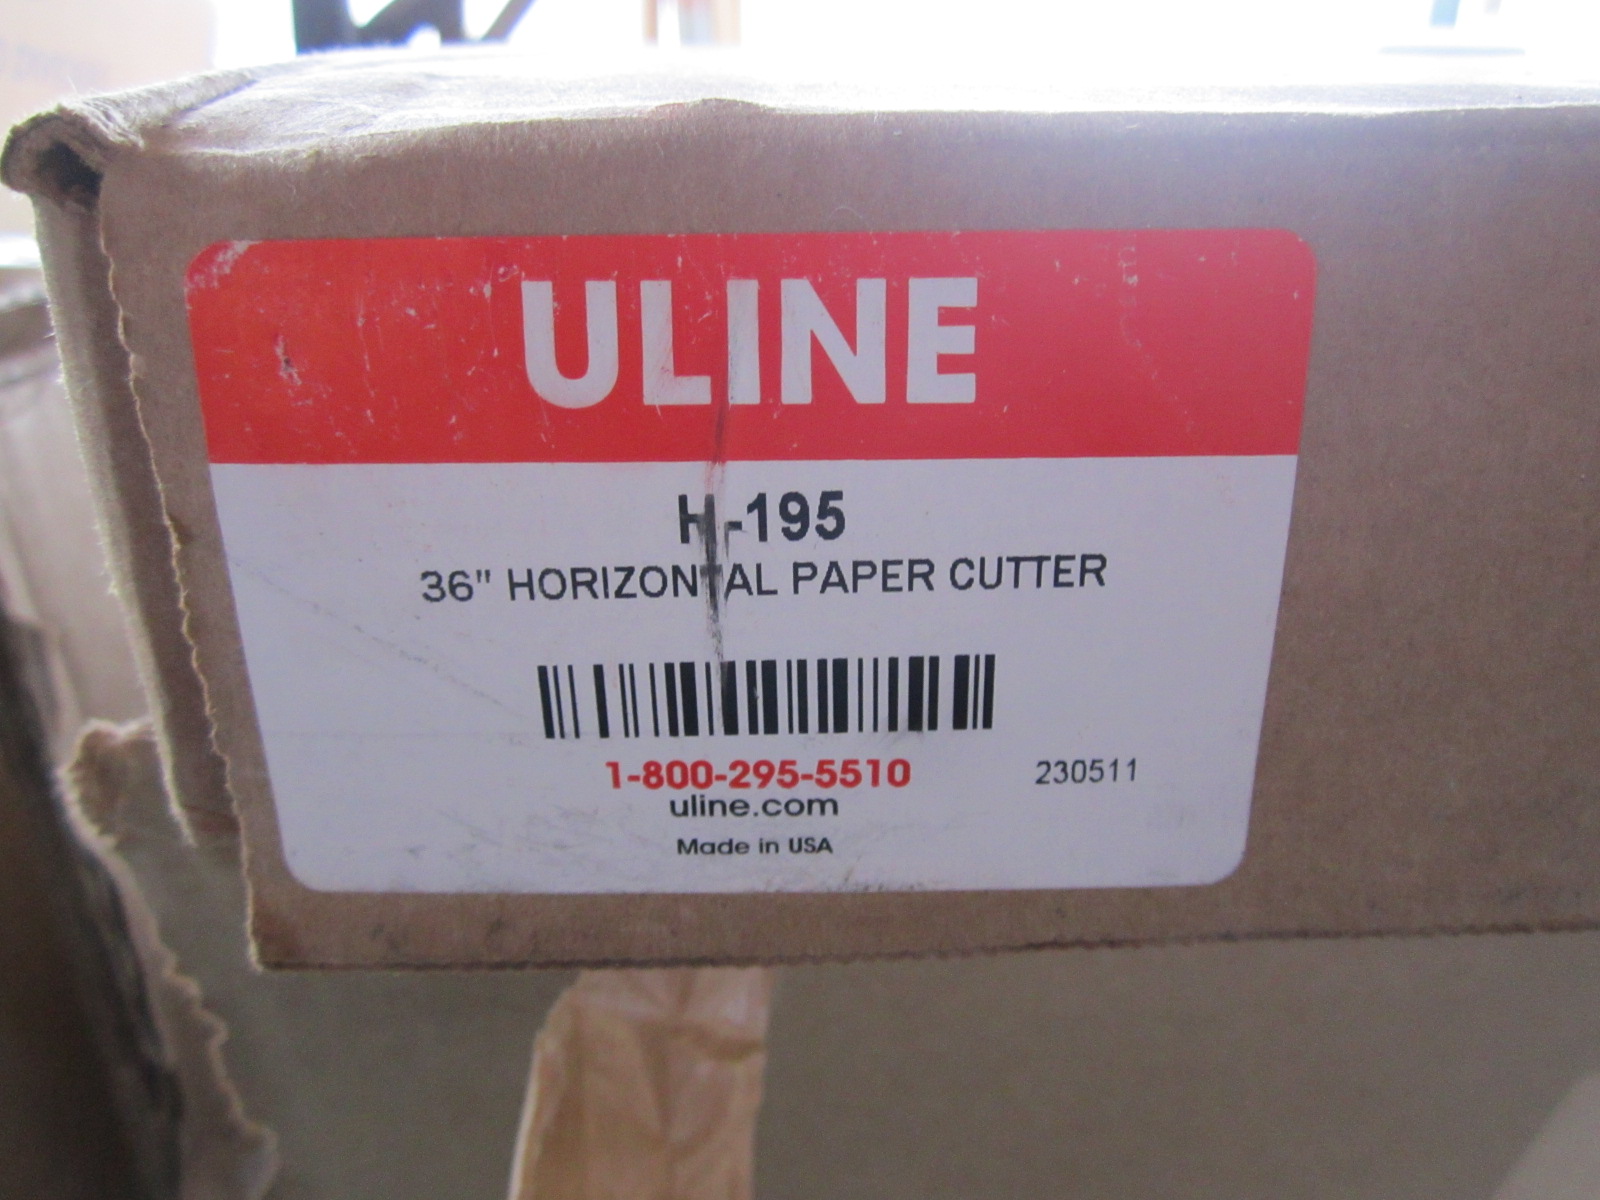 ULINE
H-195
36" HORIZONTAL PAPER CUTTER
1-800-295-5510
230511
uline.com
Made in USA